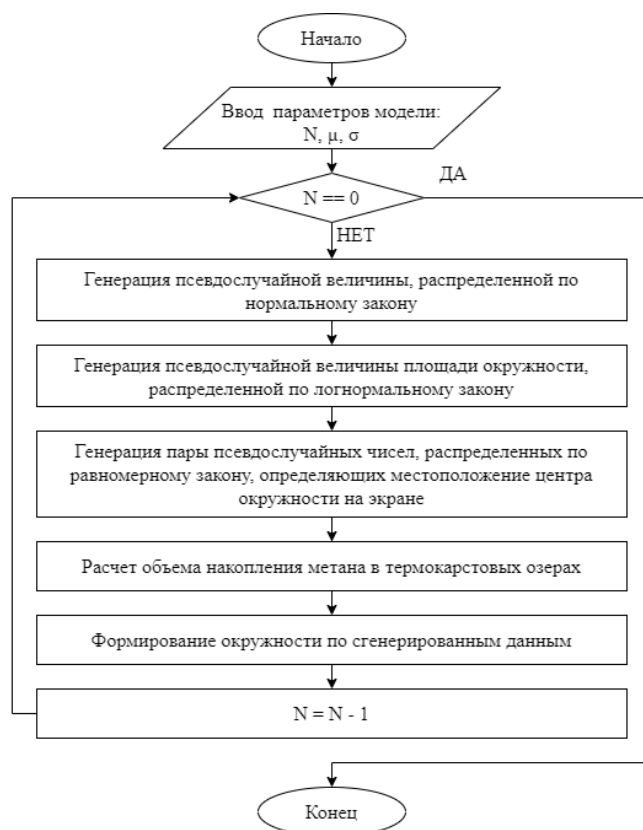 Начало
Ввод параметров модели:
N, μ, σ
ДА
N == 0
НЕТ
Генерация псевдослучайной величины, распределенной по
нормальному закону
Генерация псевдослучайной величины площади окружности,
распределенной по логнормальному закону
Генерация пары псевдослучайных чисел, распределенных по
равномерному закону, определяющих местоположение центра
окружности на экране
Расчет объема накопления метана в термокарстовых озерах
Формирование окружности по сгенерированным данным
N = N - 1
Конец